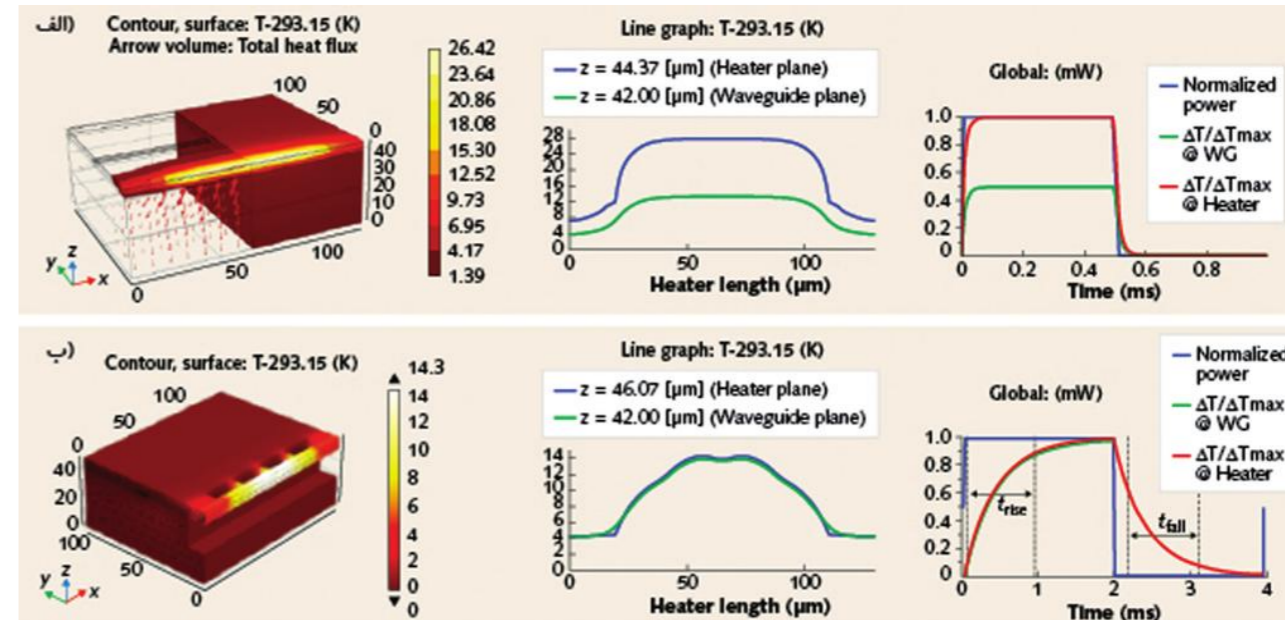 الف)
Contour, surface: T-293.15 (K)
Arrow volume: Total heat flux
100
50
0
40
30
20
10
0
100
50
0
y z x
26.42
23.64
20.86
18.08
15.30
12.52
9.73
6.95
4.17
1.39
Line graph: T-293.15 (K)
z = 44.37 [µm] (Heater plane)
z = 42.00 [µm] (Waveguide plane)
28
24
20
16
12
8
4
0
0 50 100
Heater length (µm)
Global: (mW)
Normalized
power
ΔT/ΔTmax
@ WG
ΔT/ΔTmax
@ Heater
1.0
0.8
0.6
0.4
0.2
0
0 0.2 0.4 0.6 0.8
Time (ms)
ب)
Contour, surface: T-293.15 (K)
100
50
0
40
20
0
100
50
0
y z x
14.3
14
12
10
8
6
4
2
0
0
Line graph: T-293.15 (K)
z = 46.07 [µm] (Heater plane)
z = 42.00 [µm] (Waveguide plane)
14
12
10
8
6
4
2
0
0 50 100
Heater length (µm)
Global: (mW)
Normalized
power
ΔT/ΔTmax
@ WG
ΔT/ΔTmax
@ Heater
1.0
0.8
0.6
0.4
0.2
0
trise
tfall
0 1 2 3 4
Time (ms)